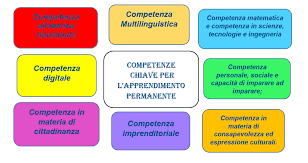 Competenza
Multilinguistica
Competenza matematica
e competenza in scienze,
tecnologie e ingegneria
Competenza
digitale
COMPETENZE
CHIAVE PER
L'APPRENDIMENTO
PERMANENTE
Competenza
personale, sociale e
capacità di imparare ad
imparare;
Competenza in
materia di
cittadinanza
Competenza
imprenditoriale
Competenza in
materia di
consapevolezza ed
espressione culturali.